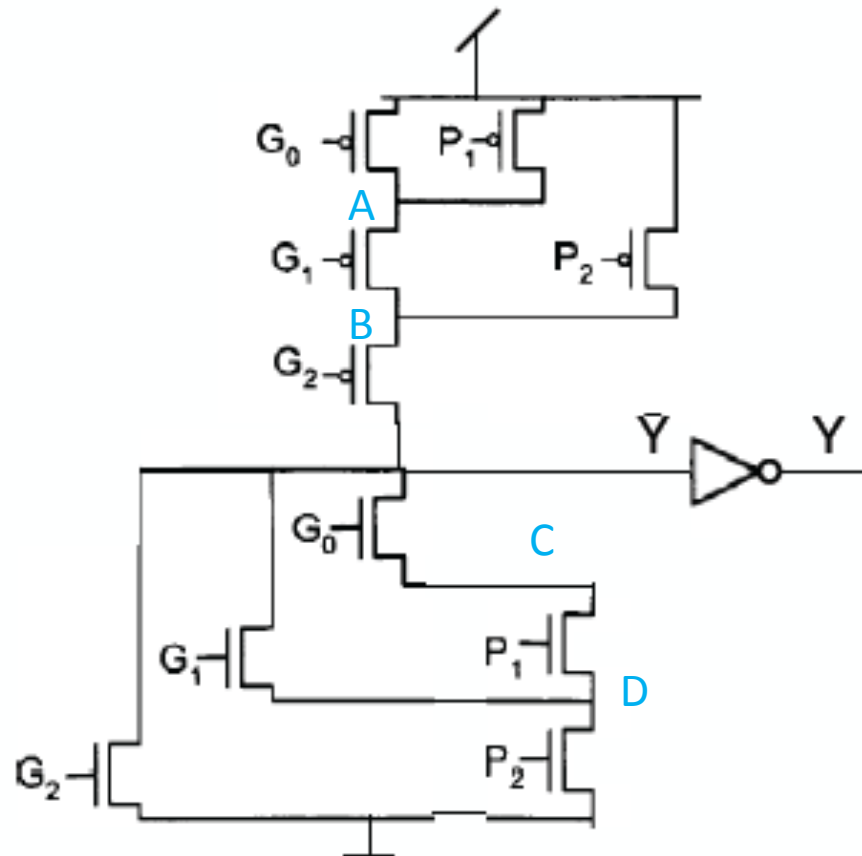 G₀ P₁
A
G₁ P₂
B
G₂
Ȳ Y
G₀ C
G₁ P₁
D
G₂ P₂